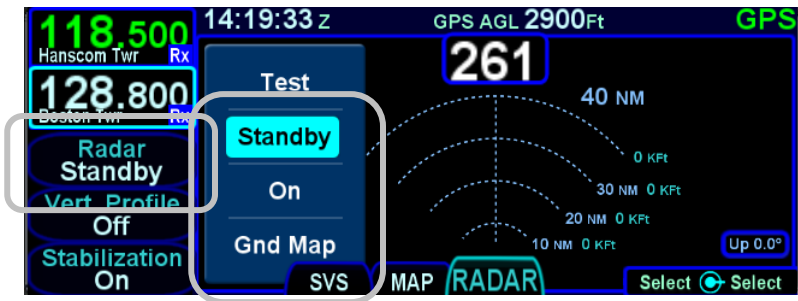 118.500
Hanscom Twr Rx
128.800
Boston Twr Rx
Radar
Standby
Vert. Profile
Off
Stabilization
On
14:19:33 Z
GPS AGL 2900Ft
GPS
Test
Standby
On
Gnd Map
261
40 NM
0 KFt
30 NM 0 KFt
20 NM 0 KFt
10 NM 0 KFt
Up 0.0°
SVS
MAP
RADAR
Select Select